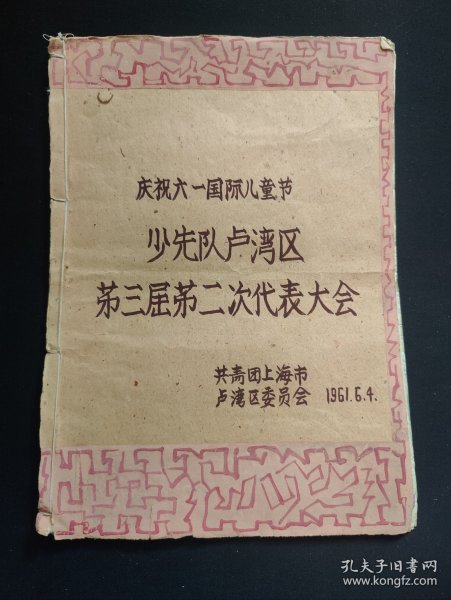 庆祝六一国际儿童节
少先队卢湾区
苐三届苐二次代表大会
共青团上海市
卢湾区委员会 1961.6.4.
孔夫子旧书网
www.kongfz.com